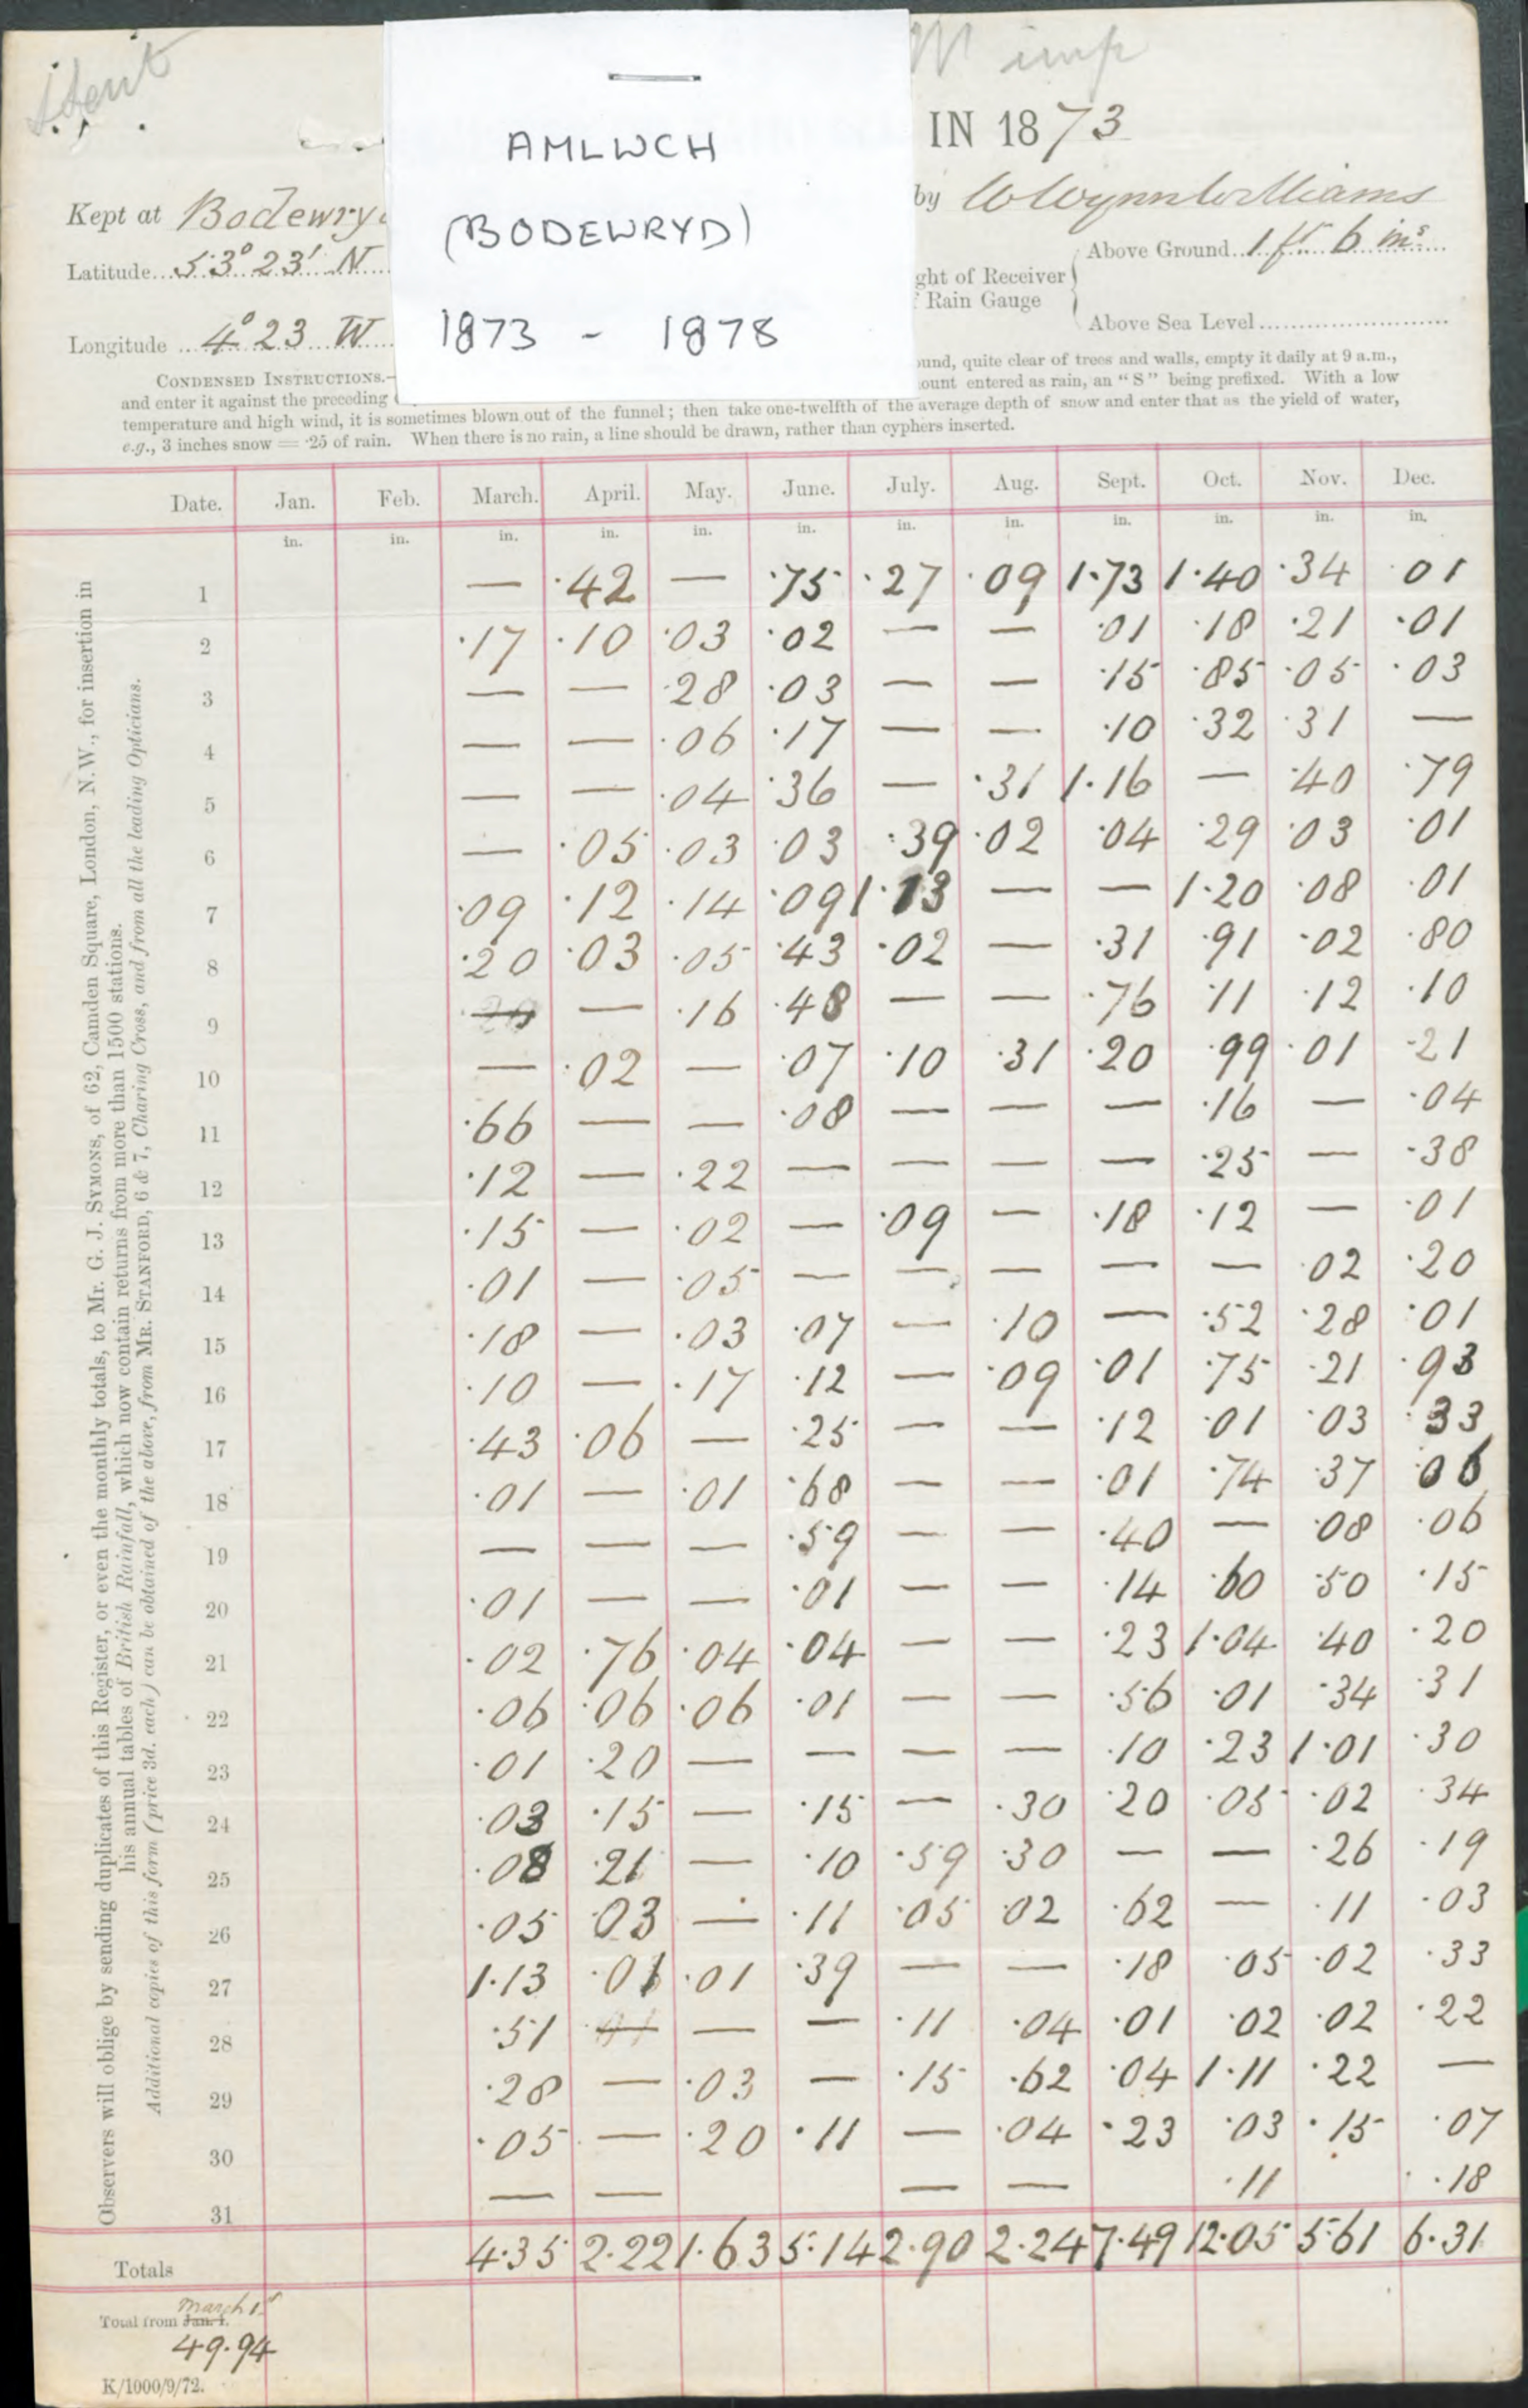 Stent
W imp
AMLWCH
(BODEWRYD)
1873 - 1878
IN 1873
Kept at Bodewry
by W Wynn Williams
Latitude...53° 23' N
Above Ground...1 ft 6 ins
ght of Receiver
Rain Gauge
Longitude...4° 23 W
Above Sea Level
CONDENSED INSTRUCTIONS.— ound, quite clear of trees and walls, empty it daily at 9 a.m.,
and enter it against the preceding ount entered as rain, an "S" being prefixed. With a low
temperature and high wind, it is sometimes blown out of the funnel; then take one-twelfth of the average depth of snow and enter that as the yield of water,
e.g., 3 inches snow = ·25 of rain. When there is no rain, a line should be drawn, rather than cyphers inserted.
Date. Jan. Feb. March. April. May. June. July. Aug. Sept. Oct. Nov. Dec.
in. in. in. in. in. in. in. in. in. in. in. in.
1 — ·42 — ·75 ·27 ·09 1·73 1·40 ·34 ·01
2 ·17 ·10 ·03 ·02 — — ·01 ·18 ·21 ·01
3 — — ·28 ·03 — — ·15 ·85 ·05 ·03
4 — — ·06 ·17 — — ·10 ·32 ·31 —
5 — — ·04 ·36 — ·31 1·16 — ·40 ·79
6 — ·05 ·03 ·03 ·39 ·02 ·04 ·29 ·03 ·01
7 ·09 ·12 ·14 ·09 1·13 — — 1·20 ·08 ·01
8 ·20 ·03 ·05 ·43 ·02 — ·31 ·91 ·02 ·80
9 — — ·16 ·48 — — ·76 ·11 ·12 ·10
10 — ·02 — ·07 ·10 ·31 ·20 ·99 ·01 ·21
11 ·66 — — ·08 — — — ·16 — ·04
12 ·12 — ·22 — — — — ·25 — ·38
13 ·15 — ·02 — ·09 — ·18 ·12 — ·01
14 ·01 — ·05 — — — — — ·02 ·20
15 ·18 — ·03 ·07 — ·10 — ·52 ·28 ·01
16 ·10 — ·17 ·12 — ·09 ·01 ·75 ·21 ·93
17 ·43 ·06 — ·25 — — ·12 ·01 ·03 ·33
18 ·01 — ·01 ·68 — — ·01 ·74 ·37 ·06
19 — — — ·59 — — ·40 — ·08 ·06
20 ·01 — — ·01 — — ·14 ·60 ·50 ·15
21 ·02 ·76 ·04 ·04 — — ·23 1·04 ·40 ·20
22 ·06 ·06 ·06 ·01 — — ·56 ·01 ·34 ·31
23 ·01 ·20 — — — — ·10 ·23 1·01 ·30
24 ·03 ·15 — ·15 — ·30 ·20 ·05 ·02 ·34
25 ·08 ·21 — ·10 ·59 ·30 — — ·26 ·19
26 ·05 ·03 — ·11 ·05 ·02 ·62 — ·11 ·03
27 1·13 ·01 ·01 ·39 — — ·18 ·05 ·02 ·33
28 ·51 — — — ·11 ·04 ·01 ·02 ·02 ·22
29 ·28 — ·03 — ·15 ·62 ·04 1·11 ·22 —
30 ·05 — ·20 ·11 — ·04 ·23 ·03 ·15 ·07
31 — — — — ·11 ·18
Totals 4·35 2·22 1·63 5·14 2·90 2·24 7·49 12·05 5·61 6·31
March 1st
Total from Jan. 1.
49·94
K/1000/9/72.
Observers will oblige by sending duplicates of this Register, or even the monthly totals, to Mr. G. J. SYMONS, of 62, Camden Square, London, N.W., for insertion in
his annual tables of British Rainfall, which now contain returns from more than 1500 stations.
Additional copies of this form (price 3d. each) can be obtained of the above, from MR. STANFORD, 6 & 7, Charing Cross, and from all the leading Opticians.